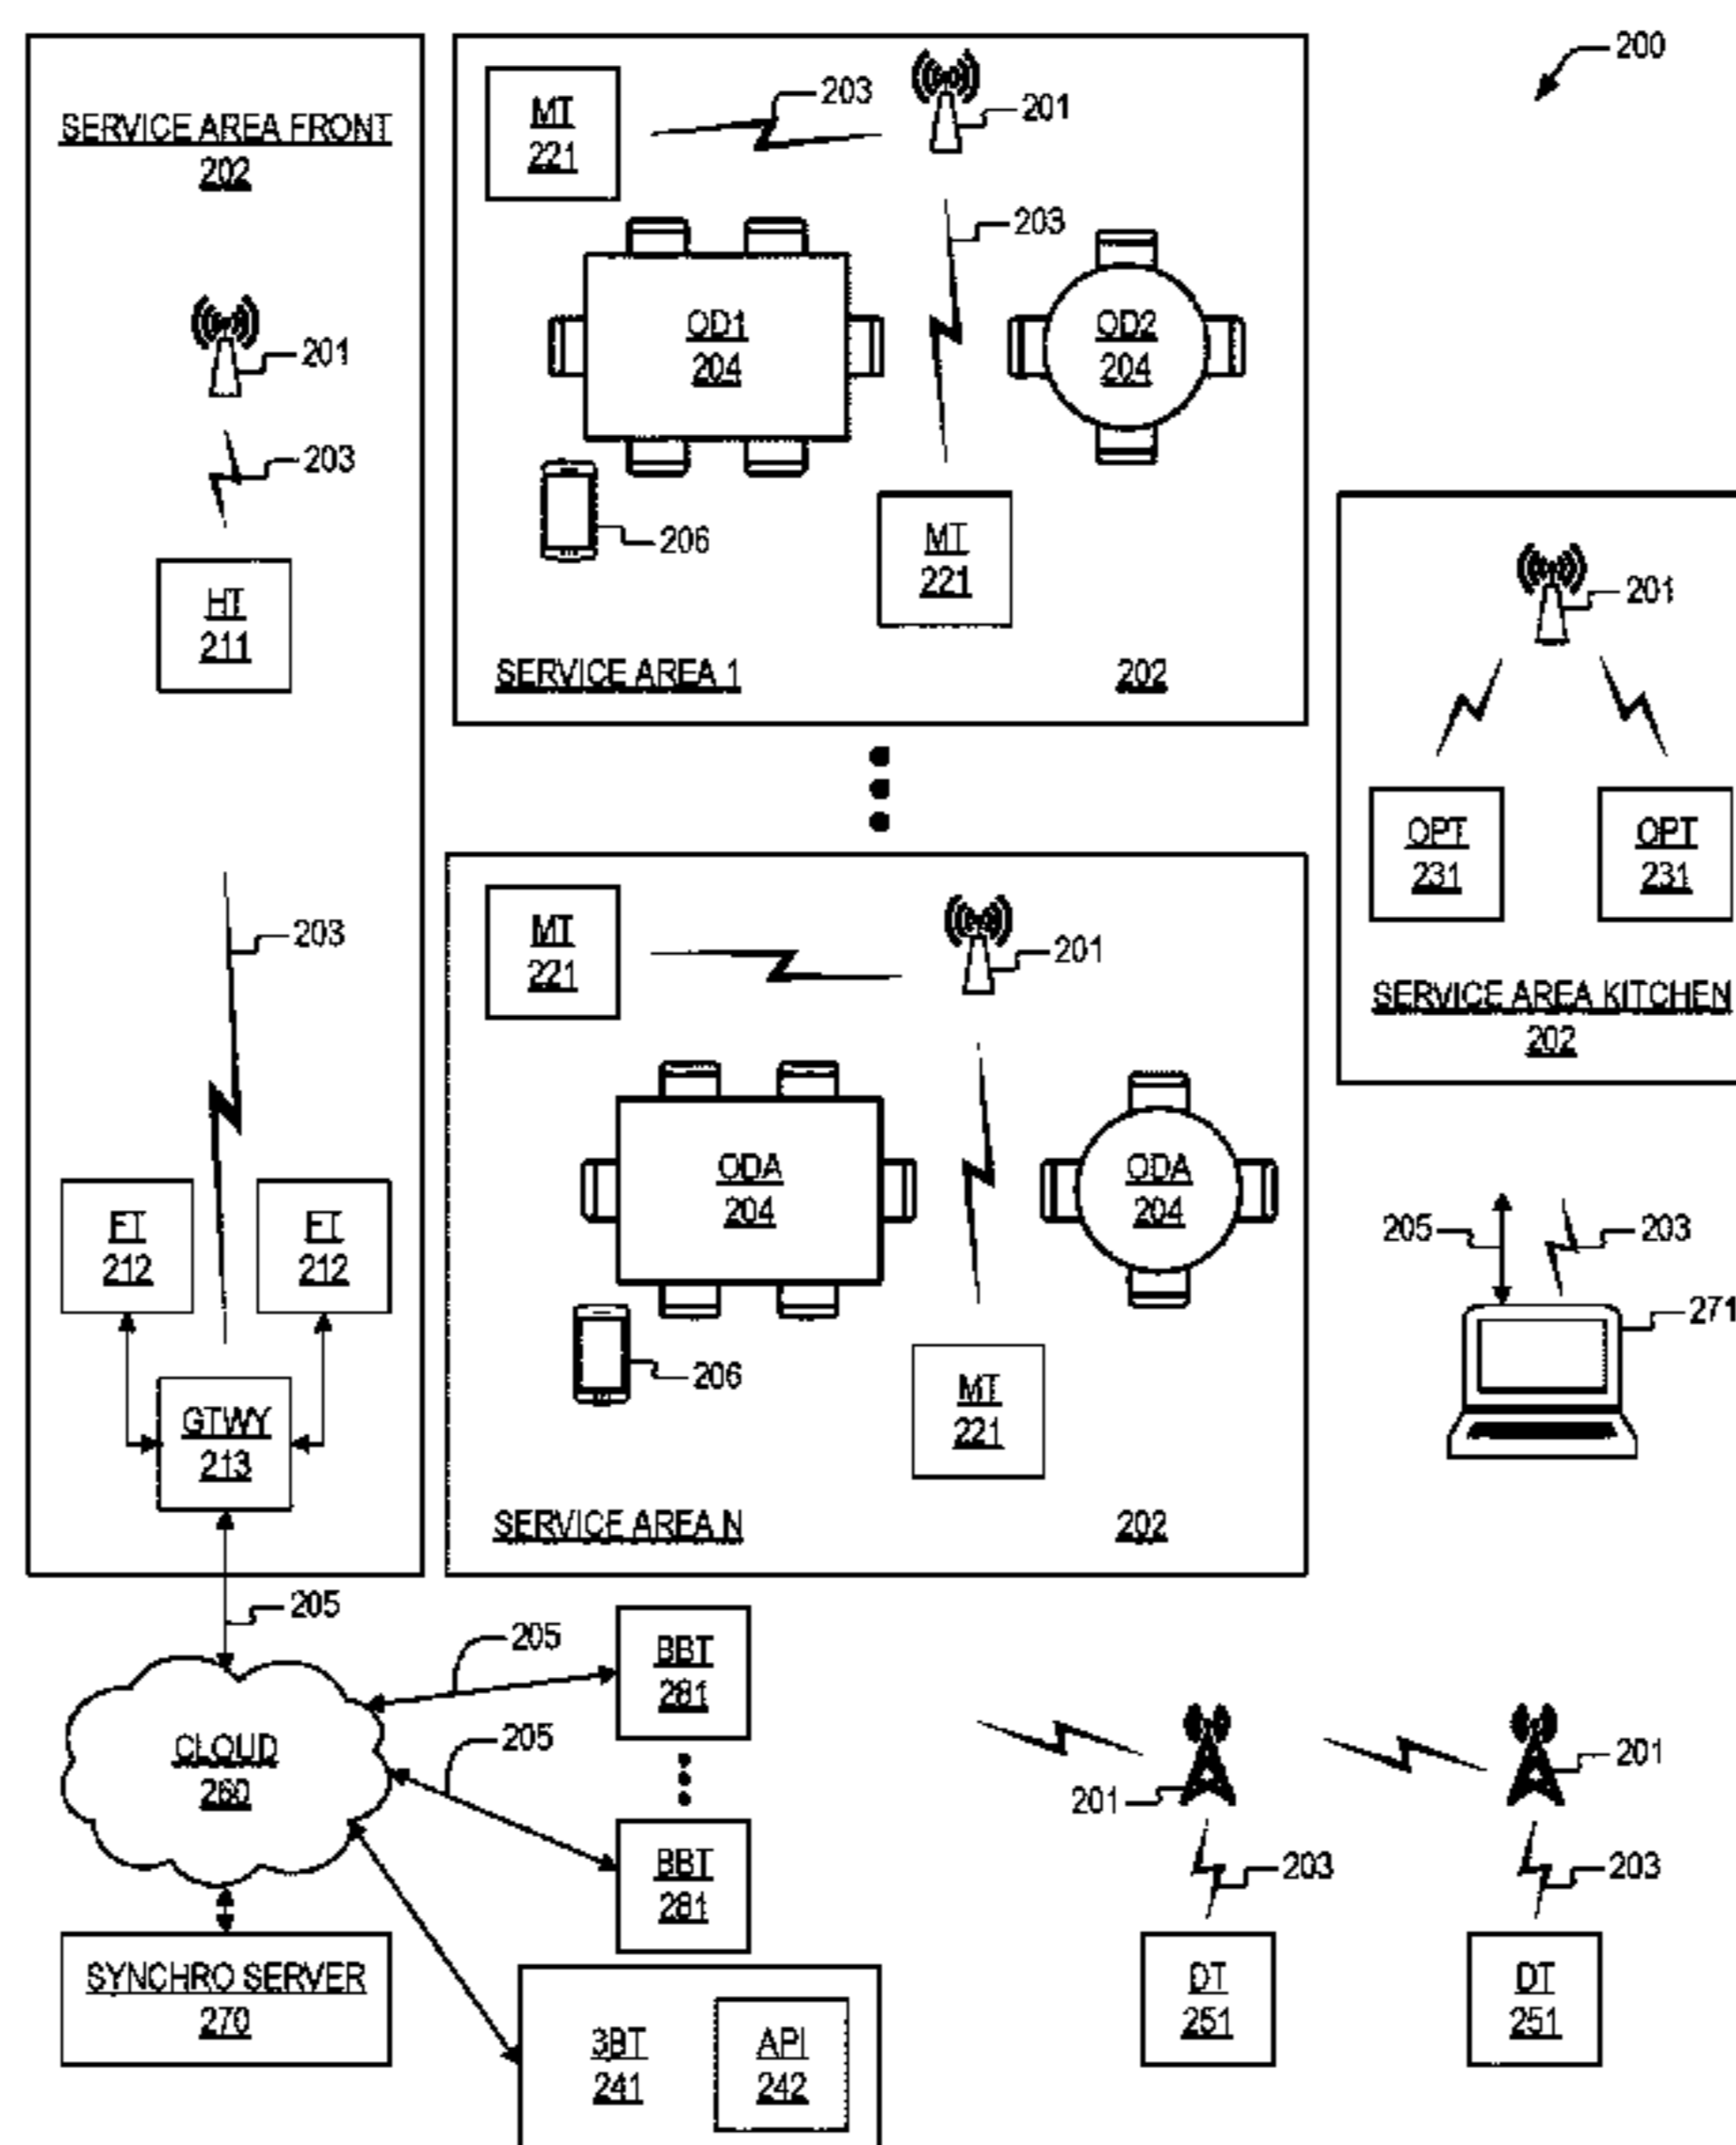 200
SERVICE AREA FRONT
202
201
203
HT
211
203
FT
212
FT
212
GTWY
213
205
MT
221
203
201
203
OD1
204
OD2
204
206
MT
221
SERVICE AREA 1
202
MT
221
201
ODA
204
ODA
204
206
MT
221
SERVICE AREA N
202
201
OPT
231
OPT
231
SERVICE AREA KITCHEN
202
205
203
271
CLOUD
260
205
BBT
281
205
BBT
281
SYNCHRO SERVER
270
3BT
241
API
242
201
203
DT
251
201
203
DT
251